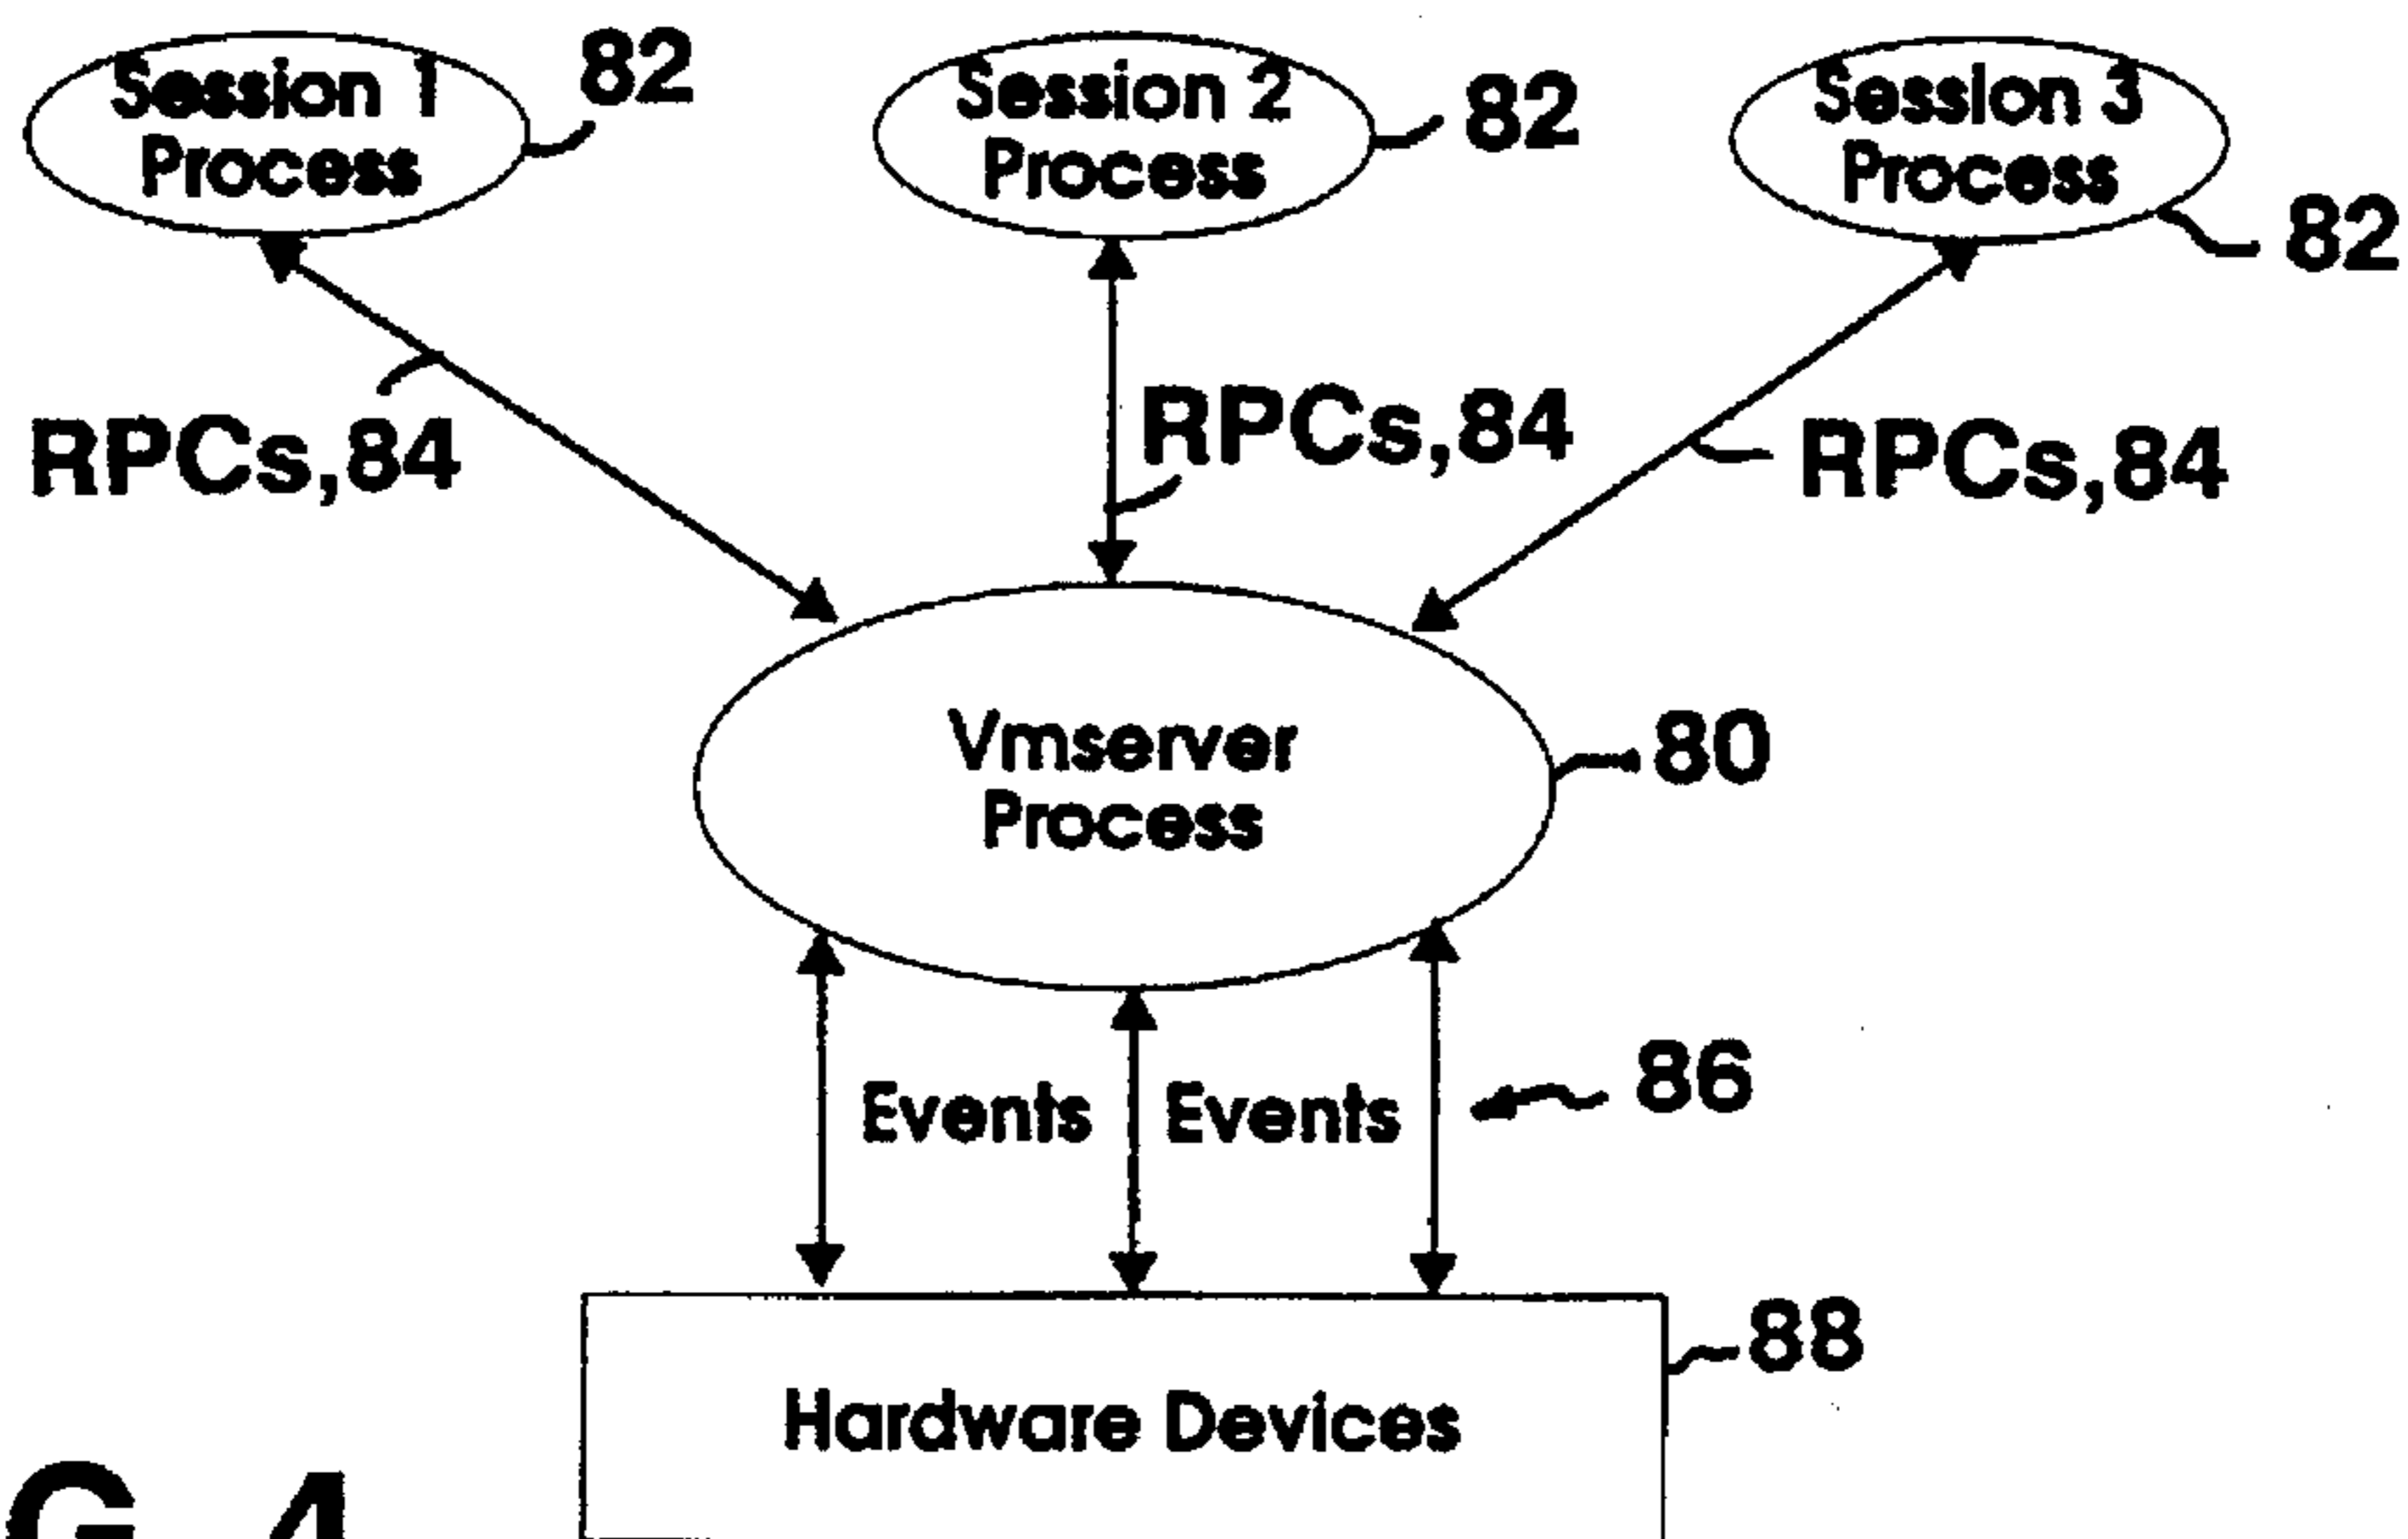 Session 1
Process
82
Session 2
Process
82
Session 3
Process
82
RPCs,84
RPCs,84
RPCs,84
Vmserver
Process
80
Events
Events
86
88
Hardware Devices
G 4